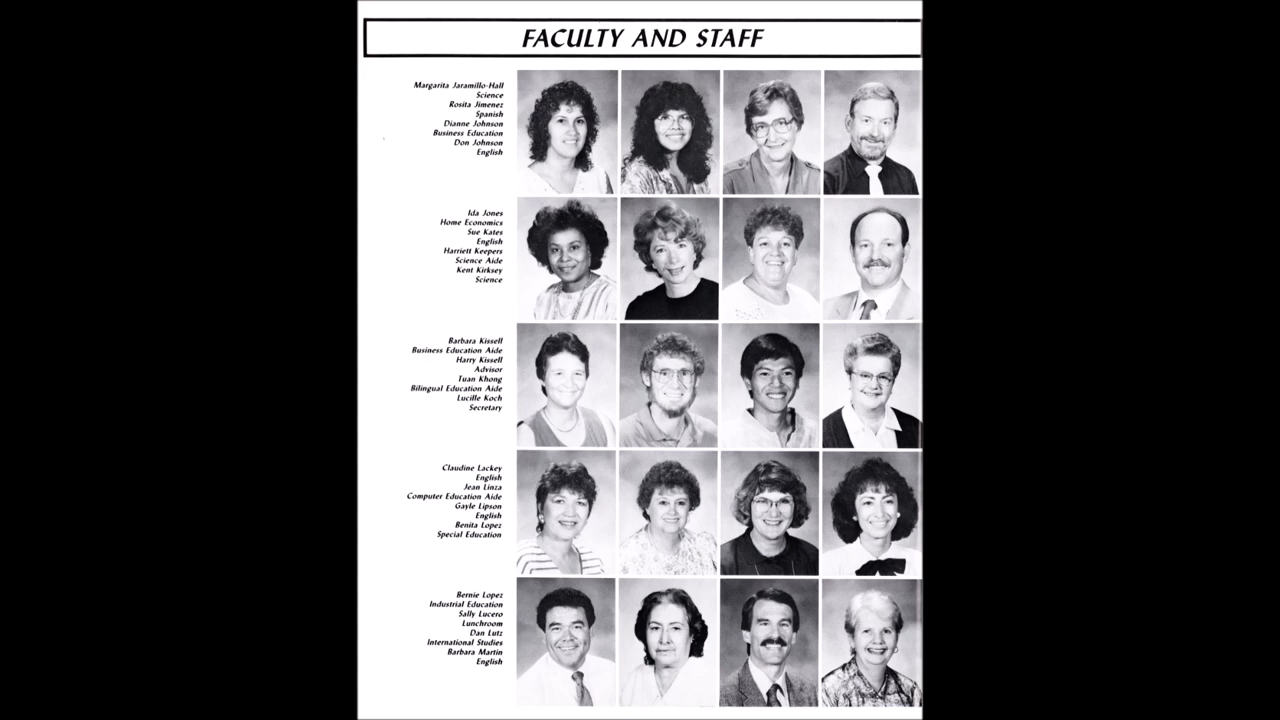 FACULTY AND STAFF
Margarita Jaramillo-Hall
Science
Rosita Jimenez
Spanish
Dianne Johnson
Business Education
Don Johnson
English
Ida Jones
Home Economics
Sue Kates
English
Harriett Keepers
Science Aide
Kent Kirksey
Science
Barbara Kissell
Business Education Aide
Harry Kissell
Advisor
Tuan Khong
Bilingual Education Aide
Lucille Koch
Secretary
Claudine Lackey
English
Jean Linza
Computer Education Aide
Gayle Lipson
English
Benita Lopez
Special Education
Bernie Lopez
Industrial Education
Sally Lucero
Lunchroom
Dan Lutz
International Studies
Barbara Martin
English